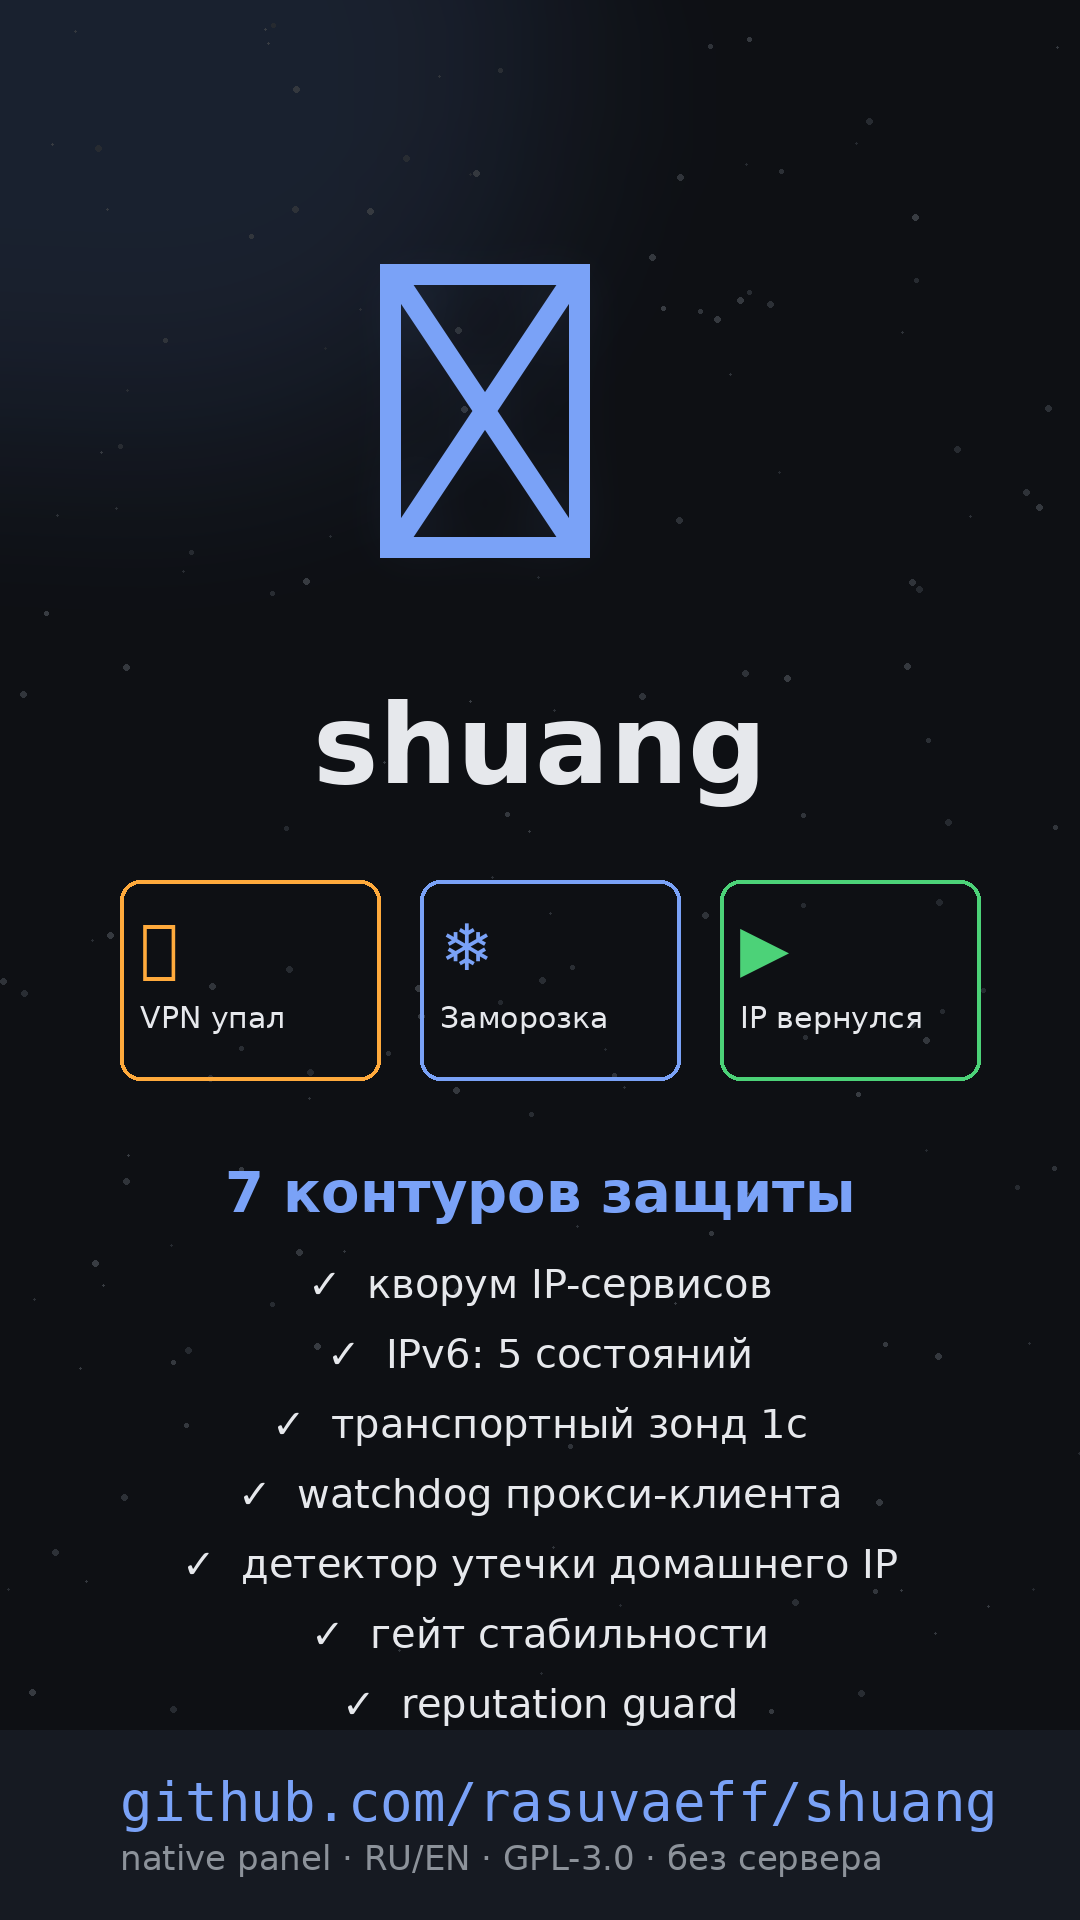 shuang
VPN упал
❄
Заморозка
▶
IP вернулся
7 контуров защиты
✓ кворум IP-сервисов
✓ IPv6: 5 состояний
✓ транспортный зонд 1с
✓ watchdog прокси-клиента
✓ детектор утечки домашнего IP
✓ гейт стабильности
✓ reputation guard
github.com/rasuvaeff/shuang
native panel · RU/EN · GPL-3.0 · без сервера